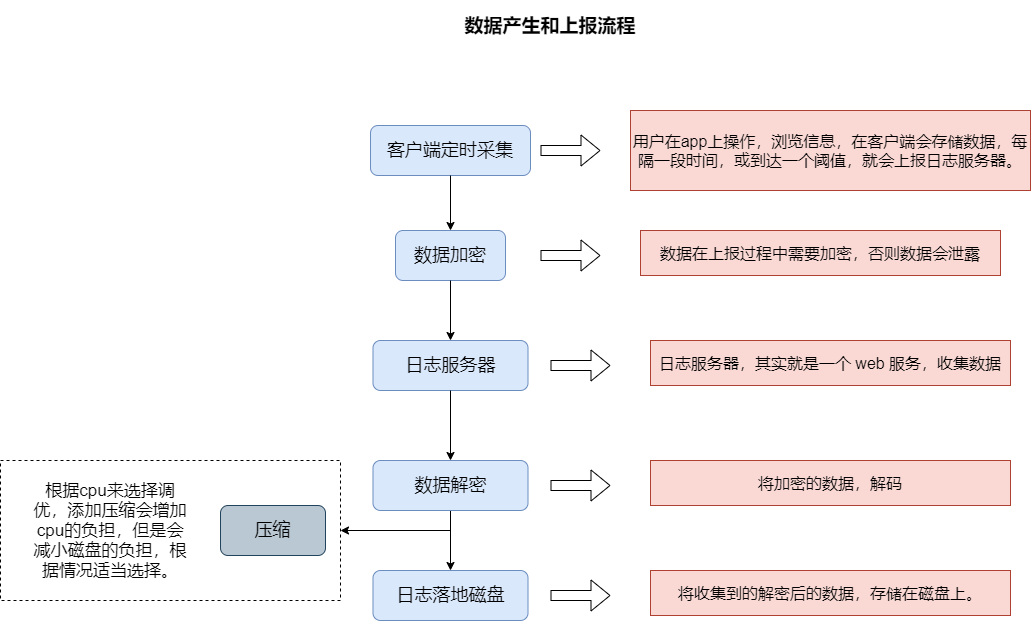 数据产生和上报流程
客户端定时采集
用户在app上操作，浏览信息，在客户端会存储数据，每
隔一段时间，或到达一个阈值，就会上报日志服务器。
数据加密
数据在上报过程中需要加密，否则数据会泄露
日志服务器
日志服务器，其实就是一个 web 服务，收集数据
数据解密
将加密的数据，解码
根据cpu来选择调
优，添加压缩会增加
cpu的负担，但是会
减小磁盘的负担，根
据情况适当选择。
压缩
日志落地磁盘
将收集到的解密后的数据，存储在磁盘上。